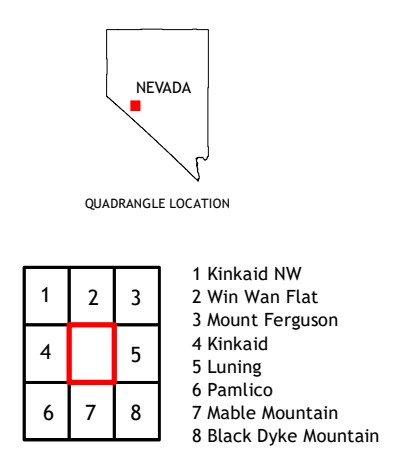 NEVADA
QUADRANGLE LOCATION
1 2 3
4 5
6 7 8
1 Kinkaid NW
2 Win Wan Flat
3 Mount Ferguson
4 Kinkaid
5 Luning
6 Pamlico
7 Mable Mountain
8 Black Dyke Mountain